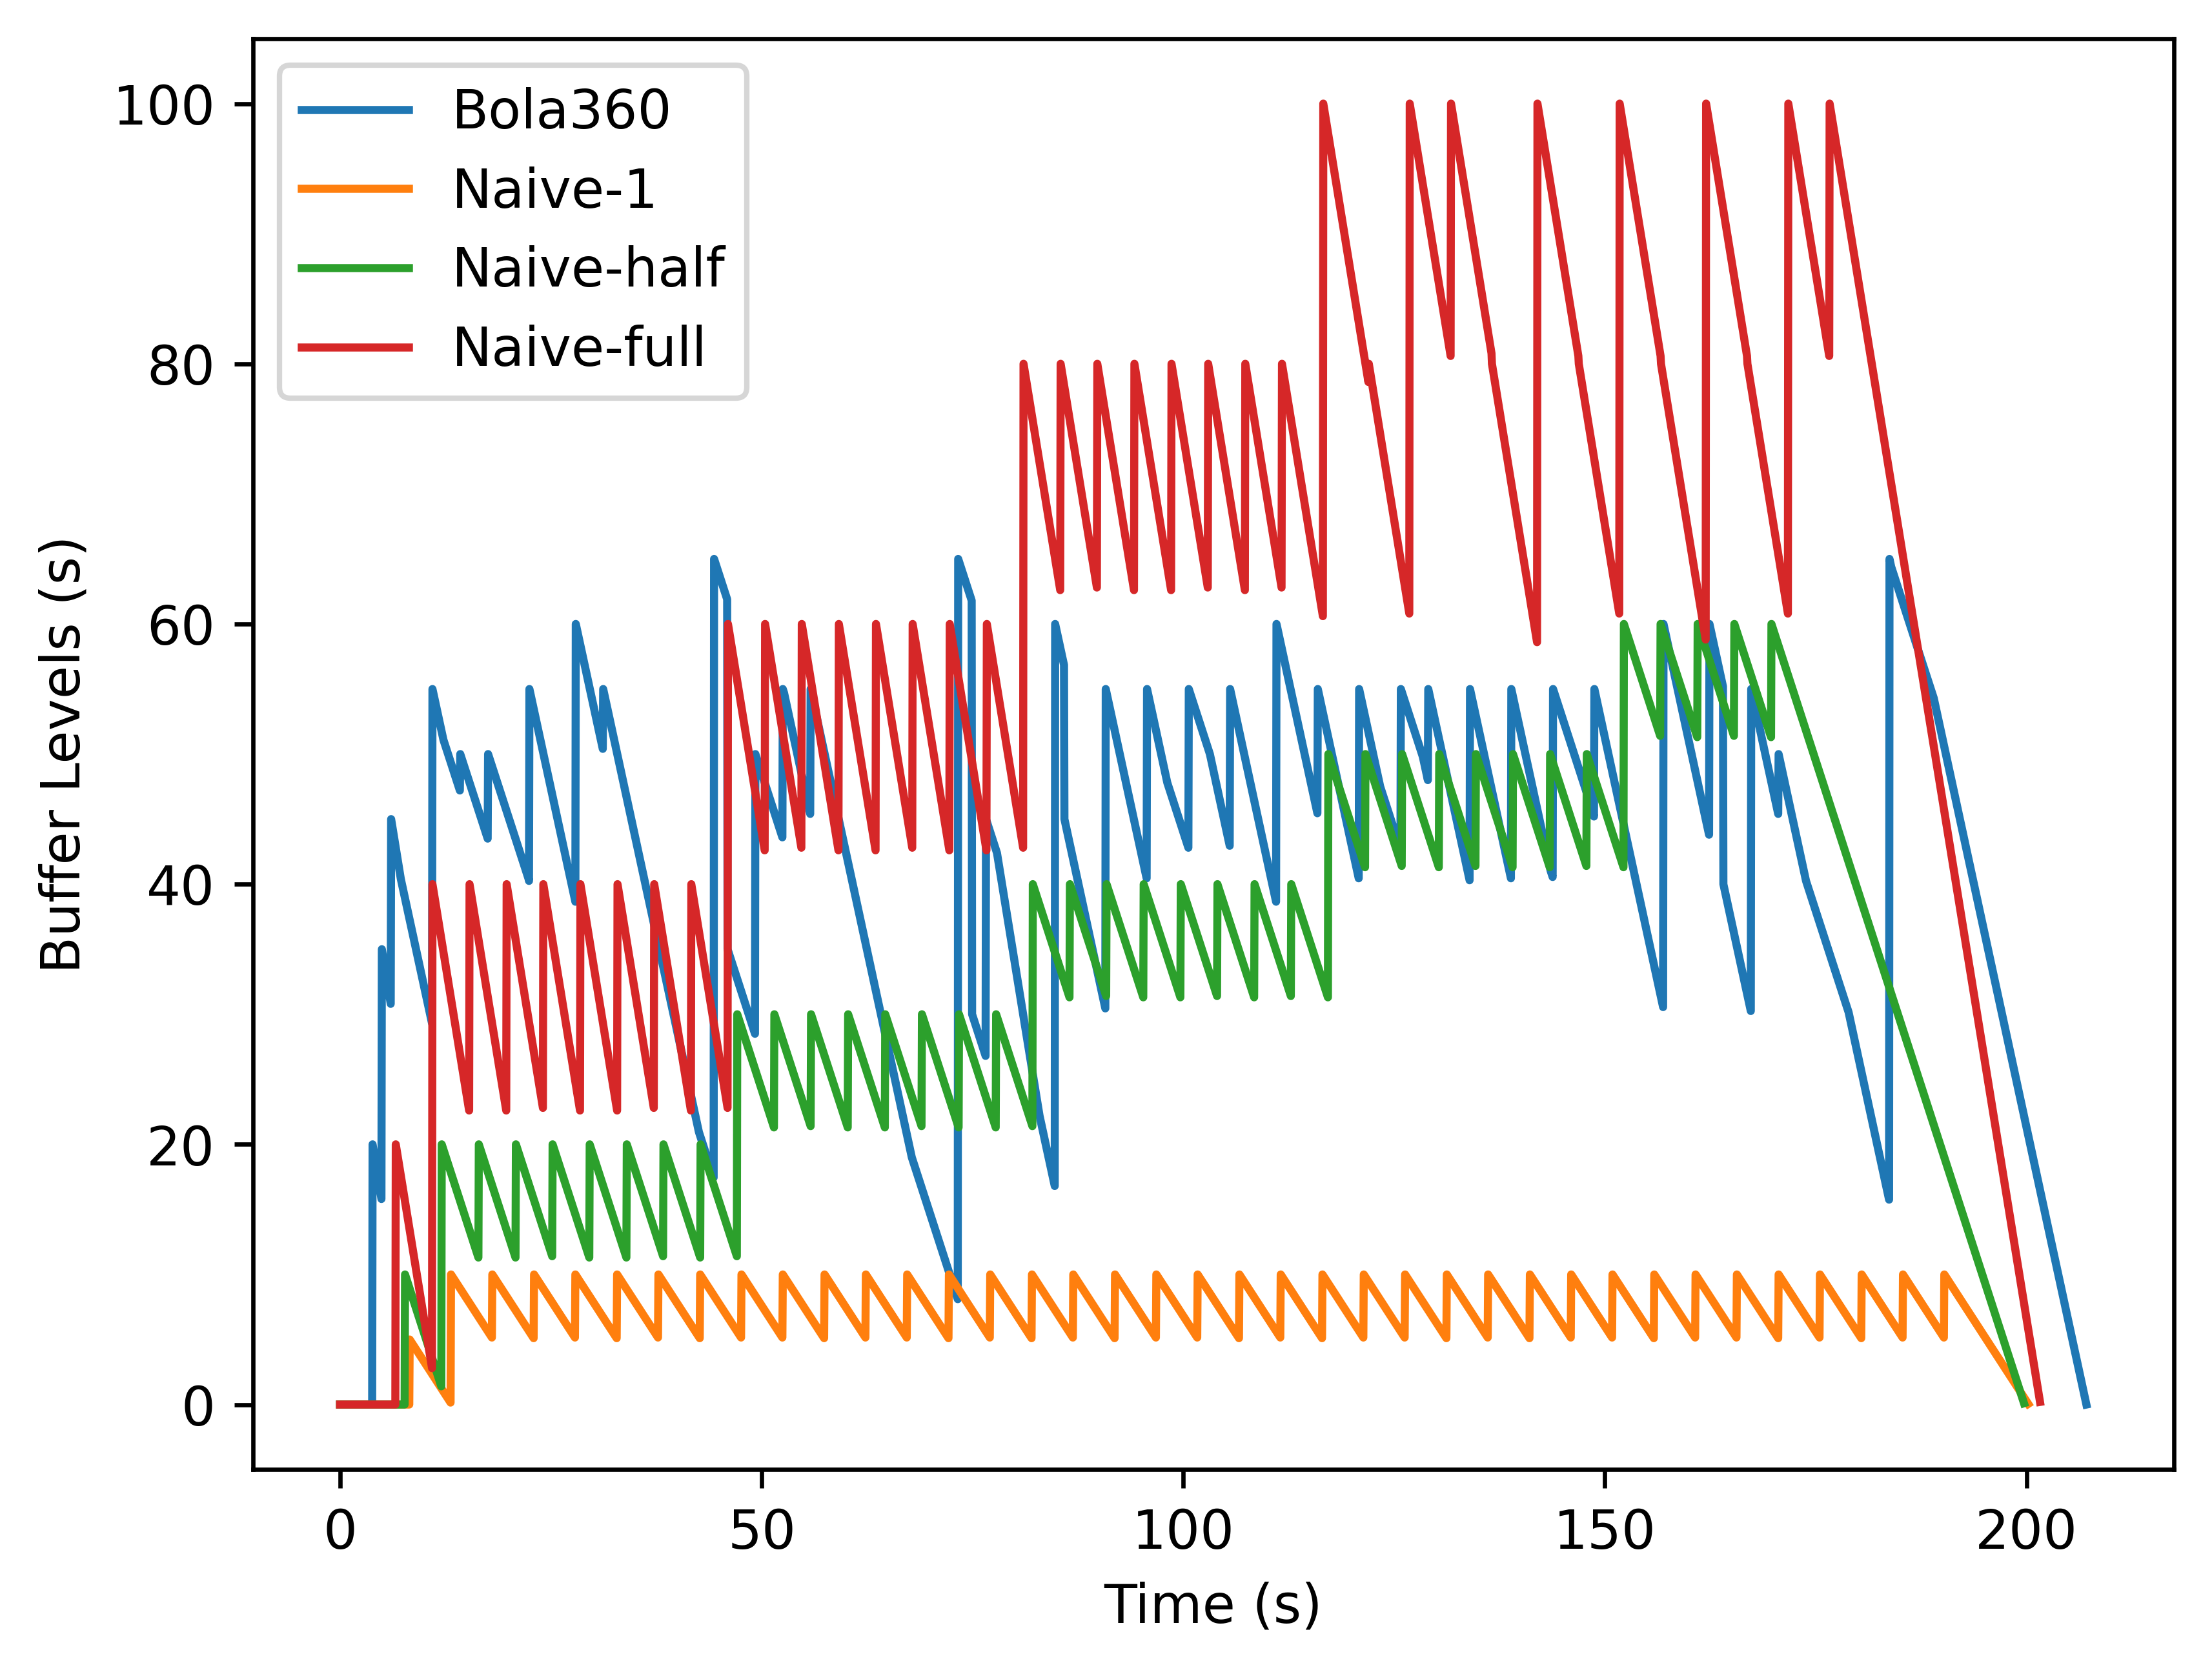 Bola360
Naive-1
Naive-half
Naive-full
Buffer Levels (s)
100
80
60
40
20
0
0 50 100 150 200
Time (s)